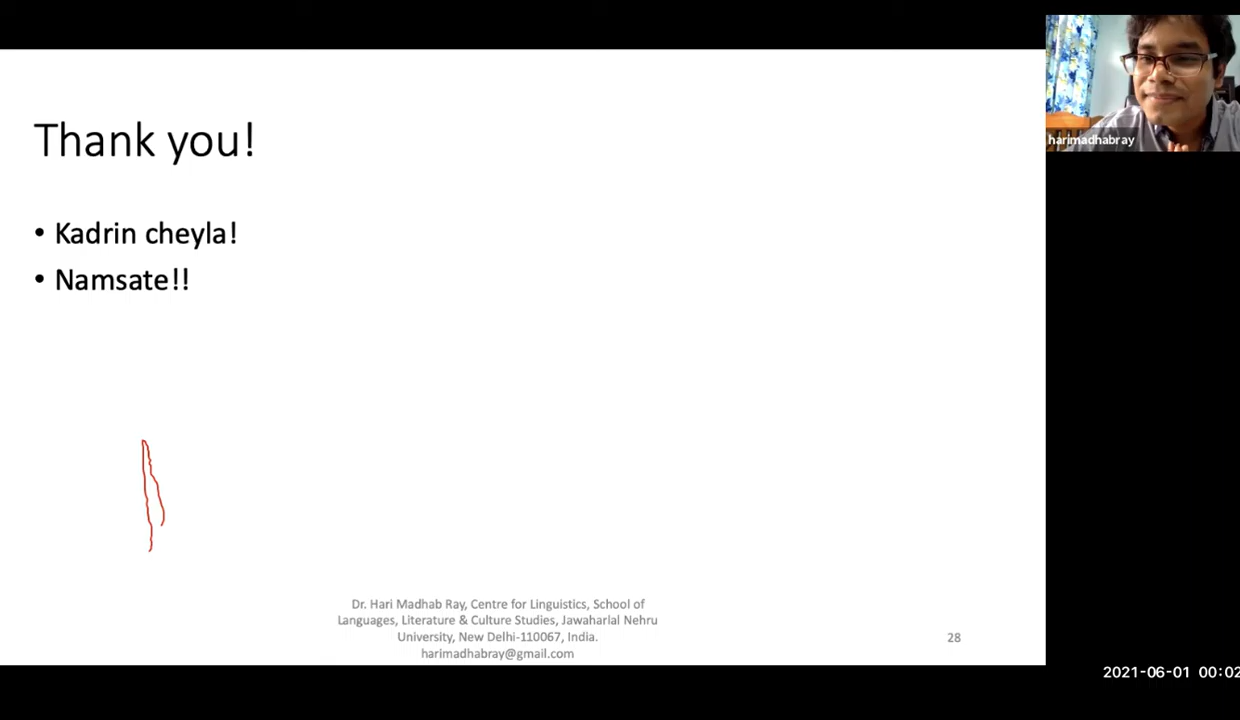 Thank you!
• Kadrin cheyla!
• Namsate!!
Dr. Hari Madhab Ray, Centre for Linguistics, School of
Languages, Literature & Culture Studies, Jawaharlal Nehru
University, New Delhi-110067, India.
harimadhabray@gmail.com
28
harimadhabray
2021-06-01 00:02